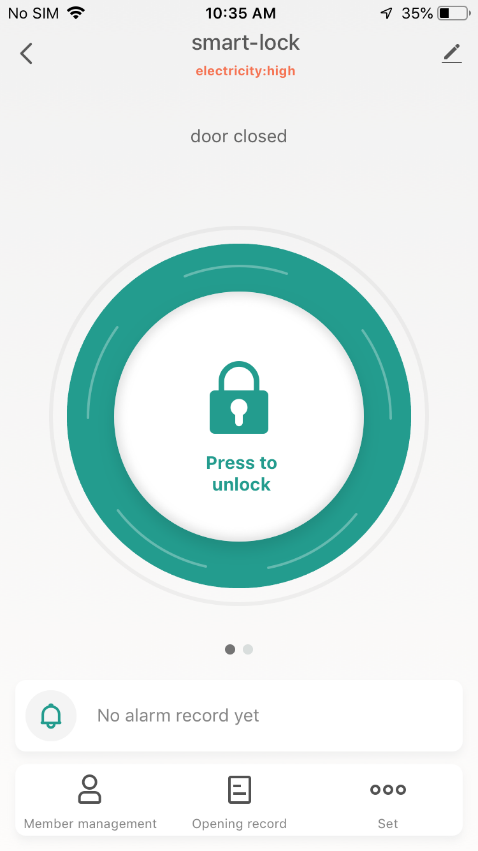 No SIM 10:35 AM 35%
smart-lock
electricity:high
door closed
Press to
unlock
No alarm record yet
Member management Opening record Set